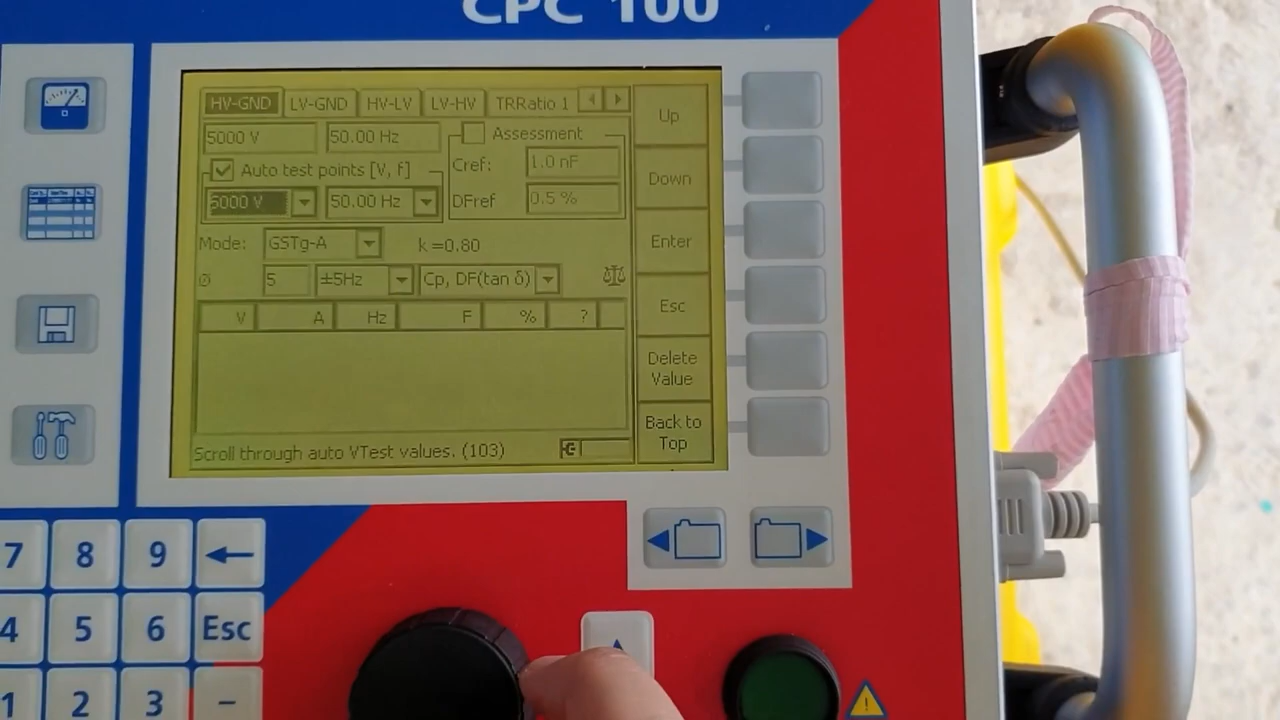 CPC 100
HV-GND LV-GND HV-LV LV-HV TRRatio 1
5000 V 50.00 Hz Assessment
Auto test points [V, f] Cref: 1.0 nF
5000 V 50.00 Hz DFref 0.5 %
Mode: GSTg-A k=0.80
∅ 5 ±5Hz Cp, DF(tan δ)
V A Hz F % ?
Scroll through auto VTest values. (103)
Up
Down
Enter
Esc
Delete
Value
Back to
Top
7 8 9
4 5 6 Esc
1 2 3 −